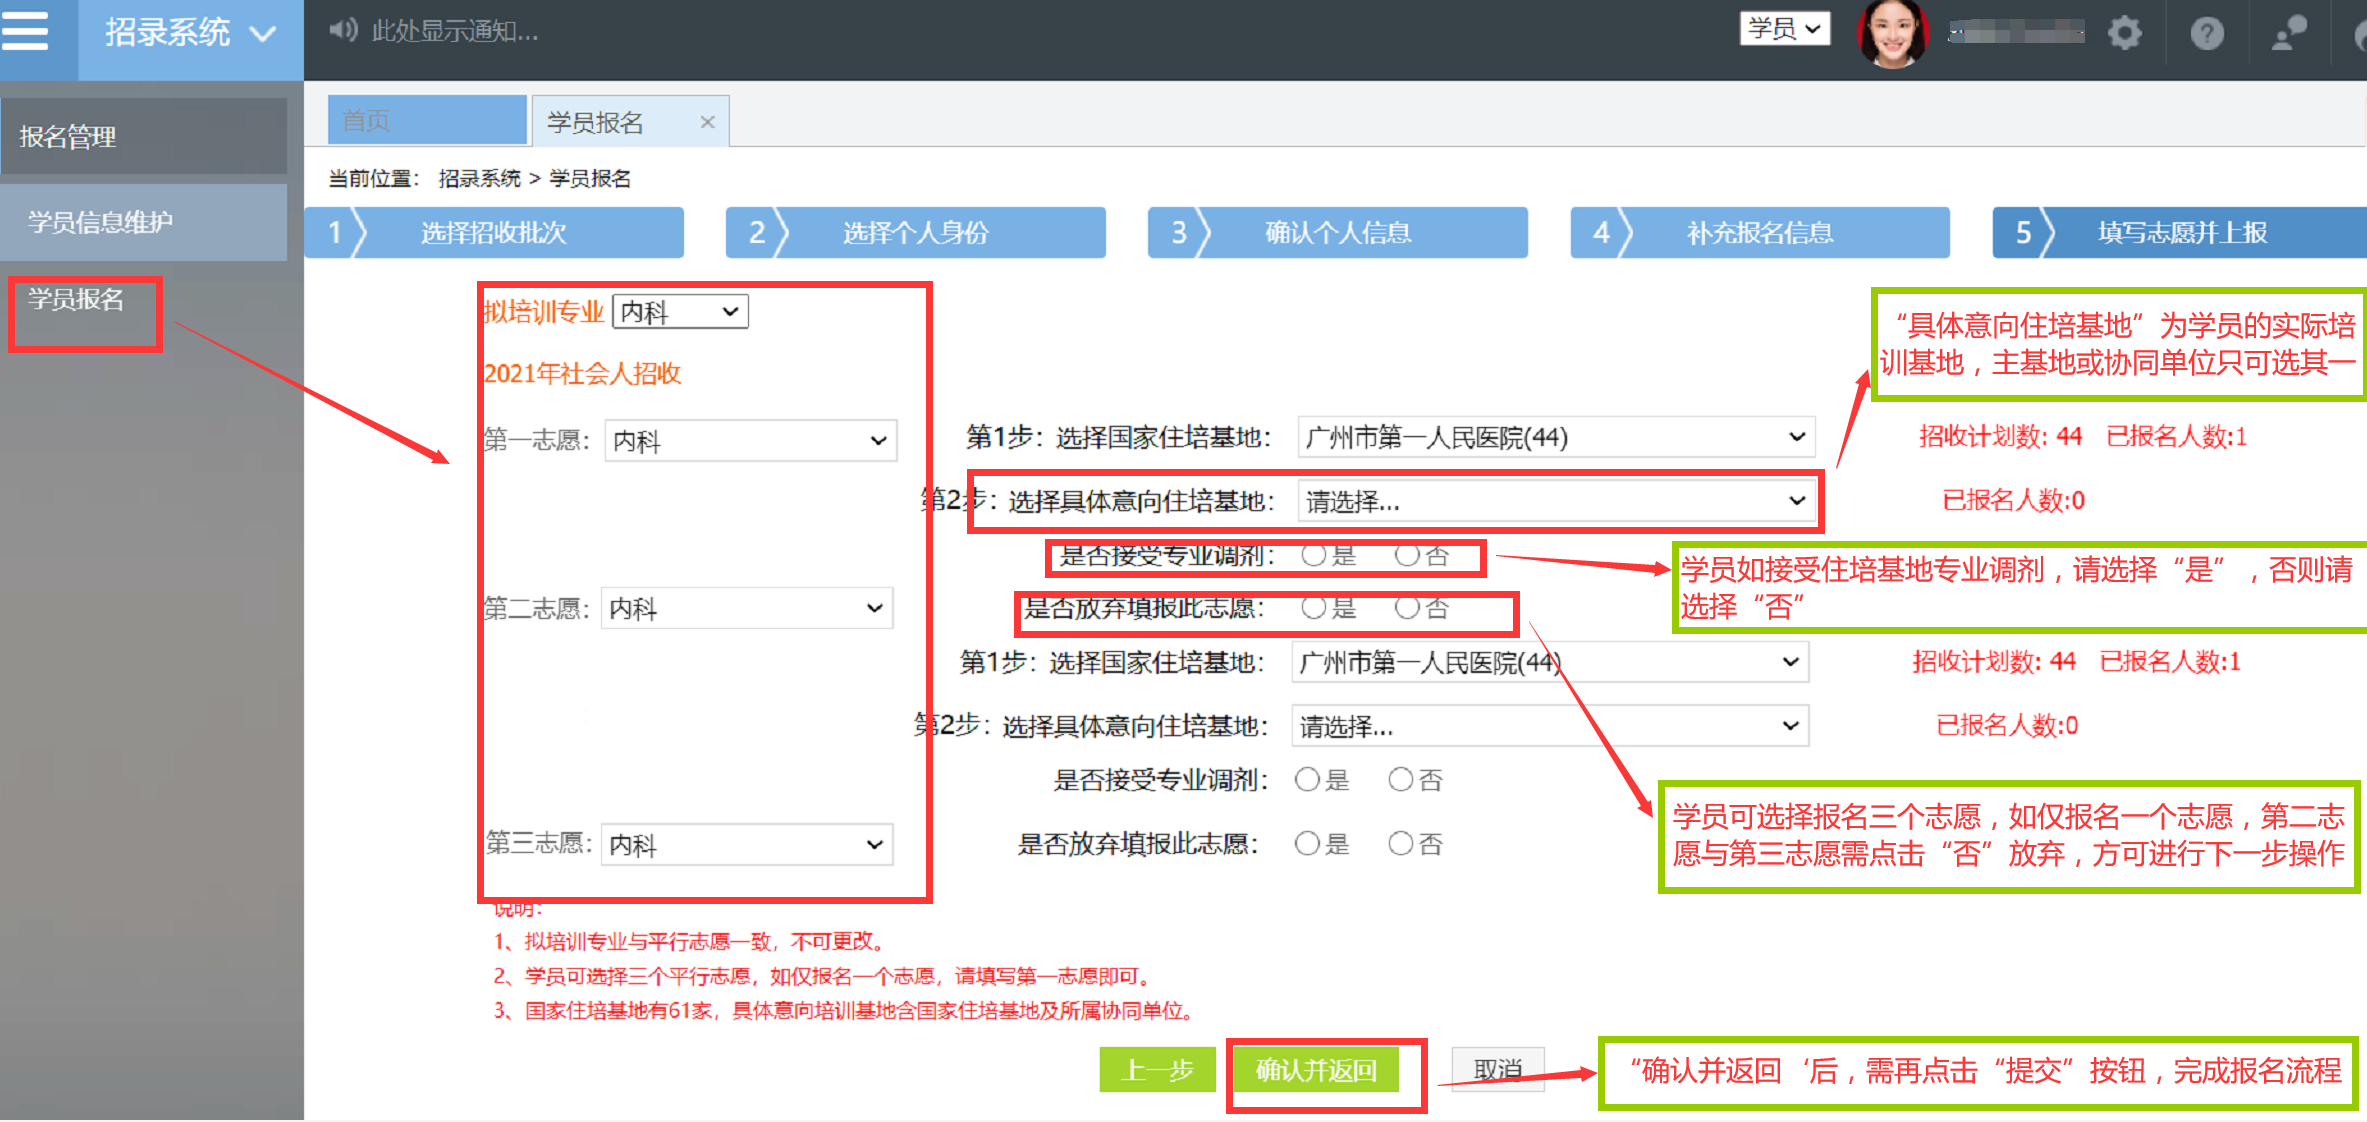 招录系统
此处显示通知...
学员
报名管理
学员信息维护
学员报名
首页
学员报名 ×
当前位置： 招录系统 > 学员报名
1 选择招收批次
2 选择个人身份
3 确认个人信息
4 补充报名信息
5 填写志愿并上报
拟培训专业 内科
2021年社会人招收
第一志愿: 内科
第1步: 选择国家住培基地: 广州市第一人民医院(44)
招收计划数: 44 已报名人数:1
第2步: 选择具体意向住培基地: 请选择...
已报名人数:0
是否接受专业调剂: 是 否
第二志愿: 内科
是否放弃填报此志愿: 是 否
第1步: 选择国家住培基地: 广州市第一人民医院(44)
招收计划数: 44 已报名人数:1
第2步: 选择具体意向住培基地: 请选择...
已报名人数:0
是否接受专业调剂: 是 否
第三志愿: 内科
是否放弃填报此志愿: 是 否
说明:
1、拟培训专业与平行志愿一致，不可更改。
2、学员可选择三个平行志愿，如仅报名一个志愿，请填写第一志愿即可。
3、国家住培基地有61家，具体意向培训基地含国家住培基地及所属协同单位。
上一步
确认并返回
取消
“具体意向住培基地”为学员的实际培
训基地，主基地或协同单位只可选其一
学员如接受住培基地专业调剂，请选择“是”，否则请
选择“否”
学员可选择报名三个志愿，如仅报名一个志愿，第二志
愿与第三志愿需点击“否”放弃，方可进行下一步操作
“确认并返回‘后，需再点击“提交”按钮，完成报名流程